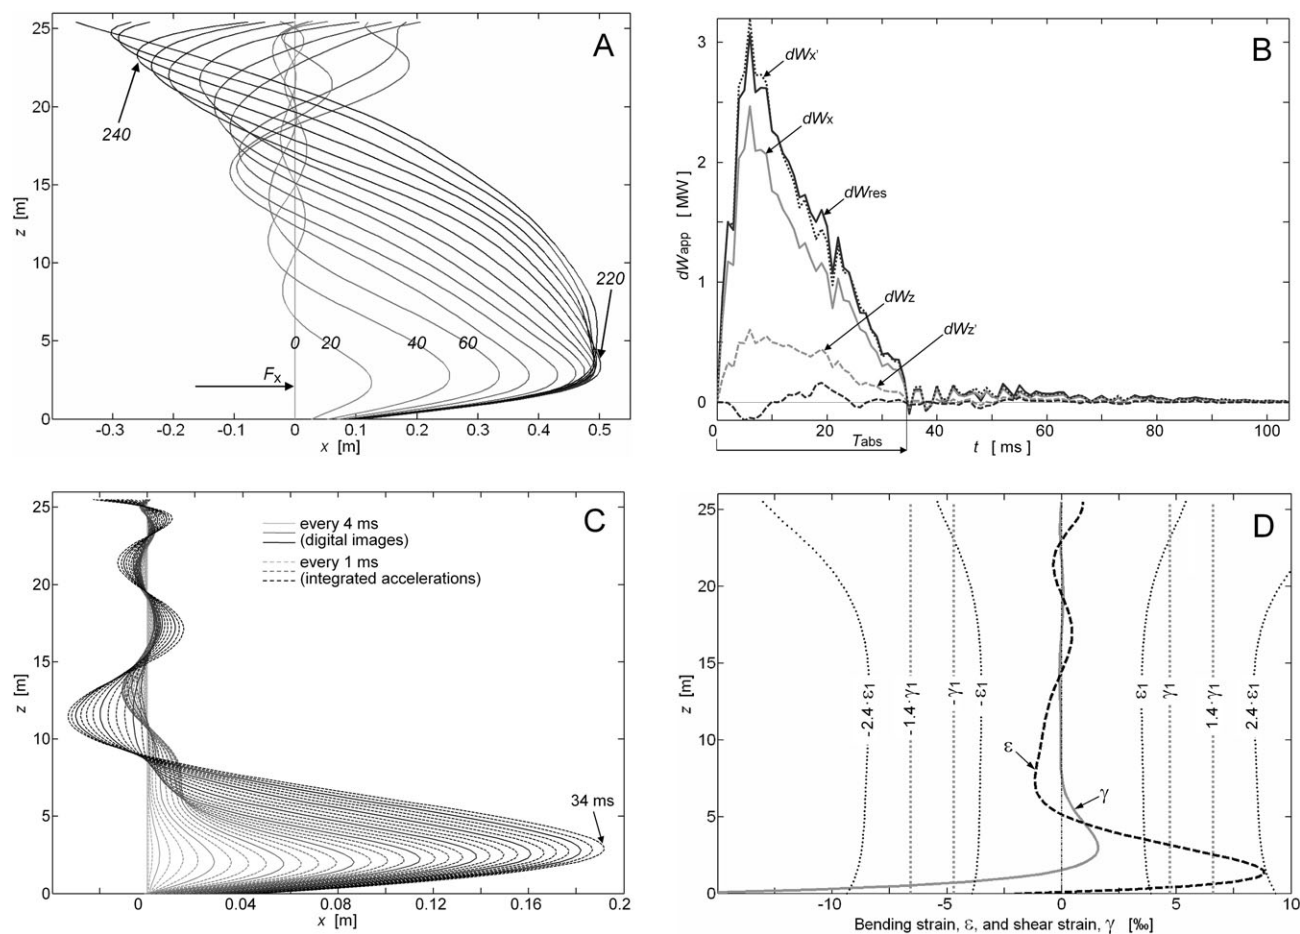 A
25
20
15
10
5
0
z [m]
240
220
0 20 40 60
Fx
-0.3 -0.2 -0.1 0 0.1 0.2 0.3 0.4 0.5
x [m]
B
3
2
1
0
dWapp [ MW ]
dWx'
dWx
dWres
dWz
dWz'
0 20 40 60 80 100
Tabs
t [ ms ]
C
25
20
15
10
5
0
z [m]
every 4 ms
(digital images)
every 1 ms
(integrated accelerations)
34 ms
0 0.04 0.08 0.12 0.16 0.2
x [m]
D
25
20
15
10
5
0
z [m]
-2.4·ε1
-1.4·γ1
-γ1
-ε1
ε1
γ1
1.4·γ1
2.4·ε1
ε
γ
-10 -5 0 5 10
Bending strain, ε, and shear strain, γ [‰]